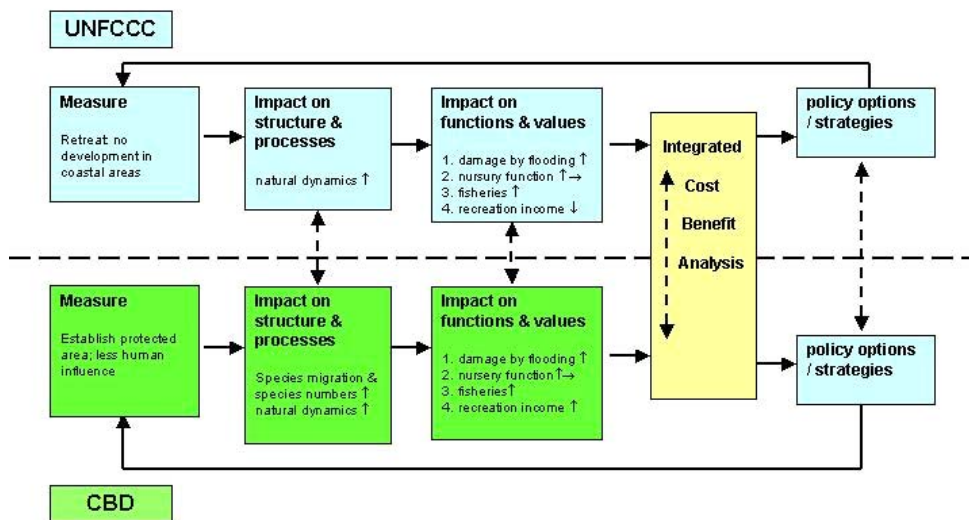 UNFCCC
Measure
Retreat: no
development in
coastal areas
Impact on
structure &
processes
natural dynamics ↑
Impact on
functions & values
1. damage by flooding ↑
2. nursury function ↑→
3. fisheries ↑
4. recreation income ↓
Integrated
Cost
Benefit
Analysis
policy options
/ strategies
Measure
Establish protected
area; less human
influence
Impact on
structure &
processes
Species migration &
species numbers ↑
natural dynamics ↑
Impact on
functions & values
1. damage by flooding ↑
2. nursery function↑→
3. fisheries↑
4. recreation income ↑
policy options
/ strategies
CBD